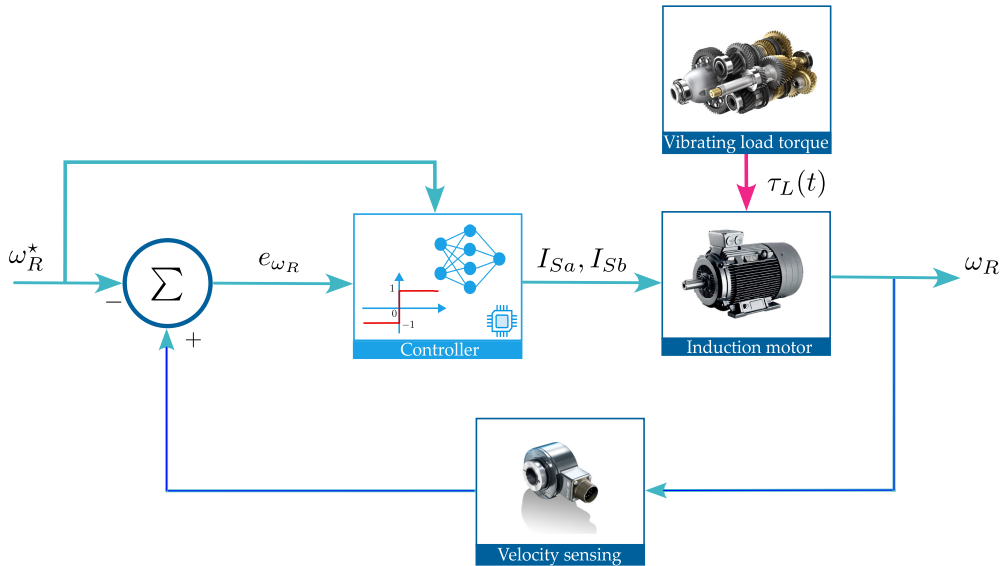 Vibrating load torque
τ_L(t)
ω_R^⋆
−
∑
+
e_{ω_R}
1
0
−1
Controller
I_{Sa}, I_{Sb}
Induction motor
ω_R
Velocity sensing